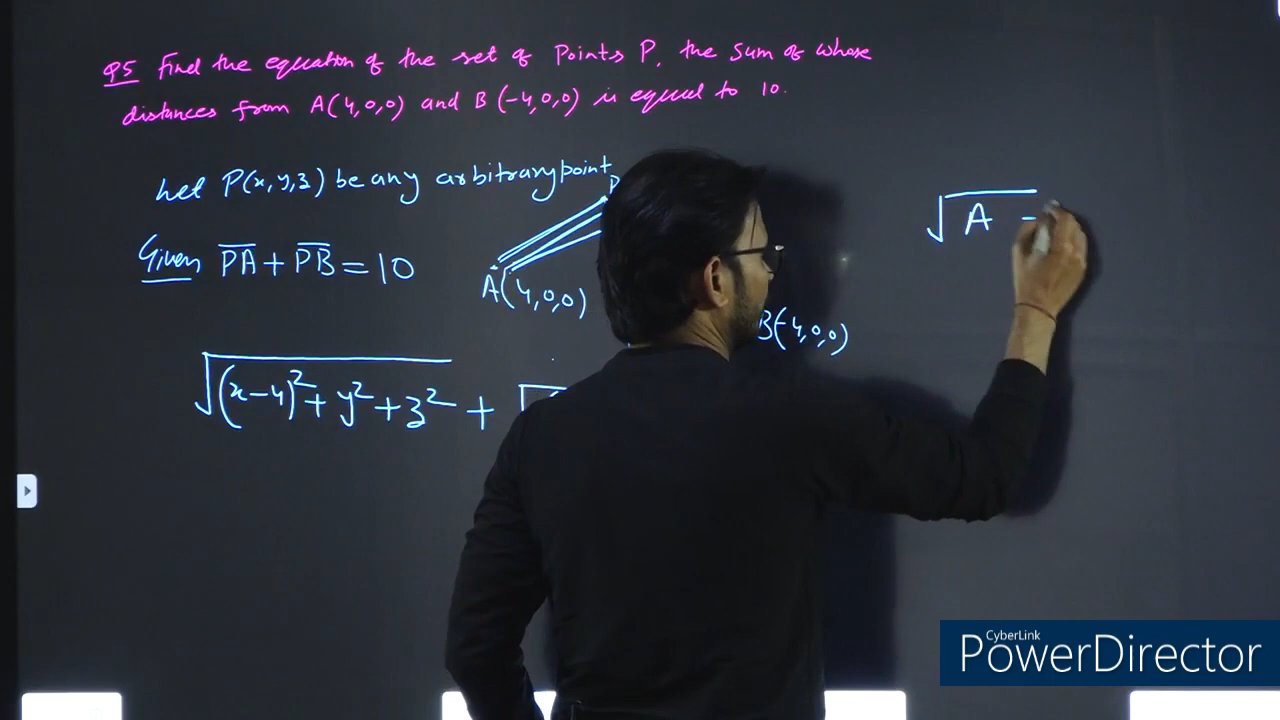 Q5 Find the equation of the set of Points P, the sum of whose
distances from A(4,0,0) and B(-4,0,0) is equal to 10.
Let P(x,y,z) be any arbitrary point
P
Given PA + PB = 10
A(4,0,0)
B(-4,0,0)
√A -
√(x-4)²+y²+z² + √
CyberLink
PowerDirector